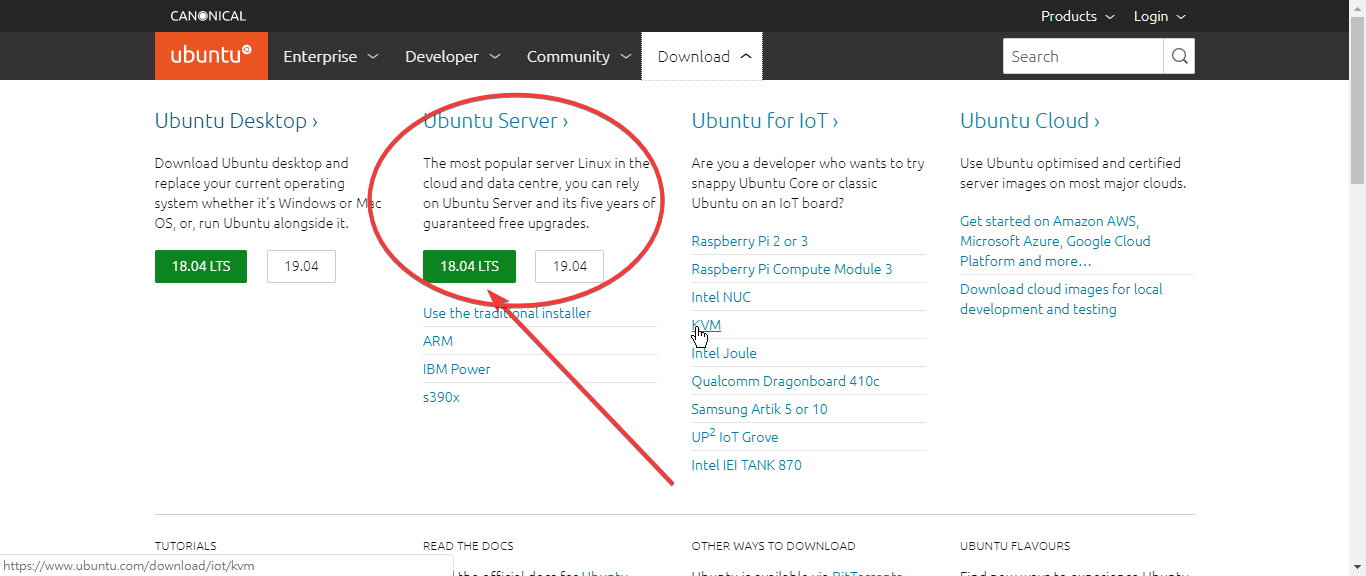 CANONICAL
Products
Login
ubuntu
Enterprise
Developer
Community
Download
Search
Ubuntu Desktop ›
Download Ubuntu desktop and
replace your current operating
system whether it's Windows or Mac
OS, or, run Ubuntu alongside it.
18.04 LTS
19.04
Ubuntu Server ›
The most popular server Linux in the
cloud and data centre, you can rely
on Ubuntu Server and its five years of
guaranteed free upgrades.
18.04 LTS
19.04
Use the traditional installer
ARM
IBM Power
s390x
Ubuntu for IoT ›
Are you a developer who wants to try
snappy Ubuntu Core or classic
Ubuntu on an IoT board?
Raspberry Pi 2 or 3
Raspberry Pi Compute Module 3
Intel NUC
KVM
Intel Joule
Qualcomm Dragonboard 410c
Samsung Artik 5 or 10
UP² IoT Grove
Intel IEI TANK 870
Ubuntu Cloud ›
Use Ubuntu optimised and certified
server images on most major clouds.
Get started on Amazon AWS,
Microsoft Azure, Google Cloud
Platform and more…
Download cloud images for local
development and testing
TUTORIALS
READ THE DOCS
the official docs for Ubuntu
OTHER WAYS TO DOWNLOAD
Ubuntu is available via BitTorrents
UBUNTU FLAVOURS
Find new ways to experience Ubuntu
https://www.ubuntu.com/download/iot/kvm